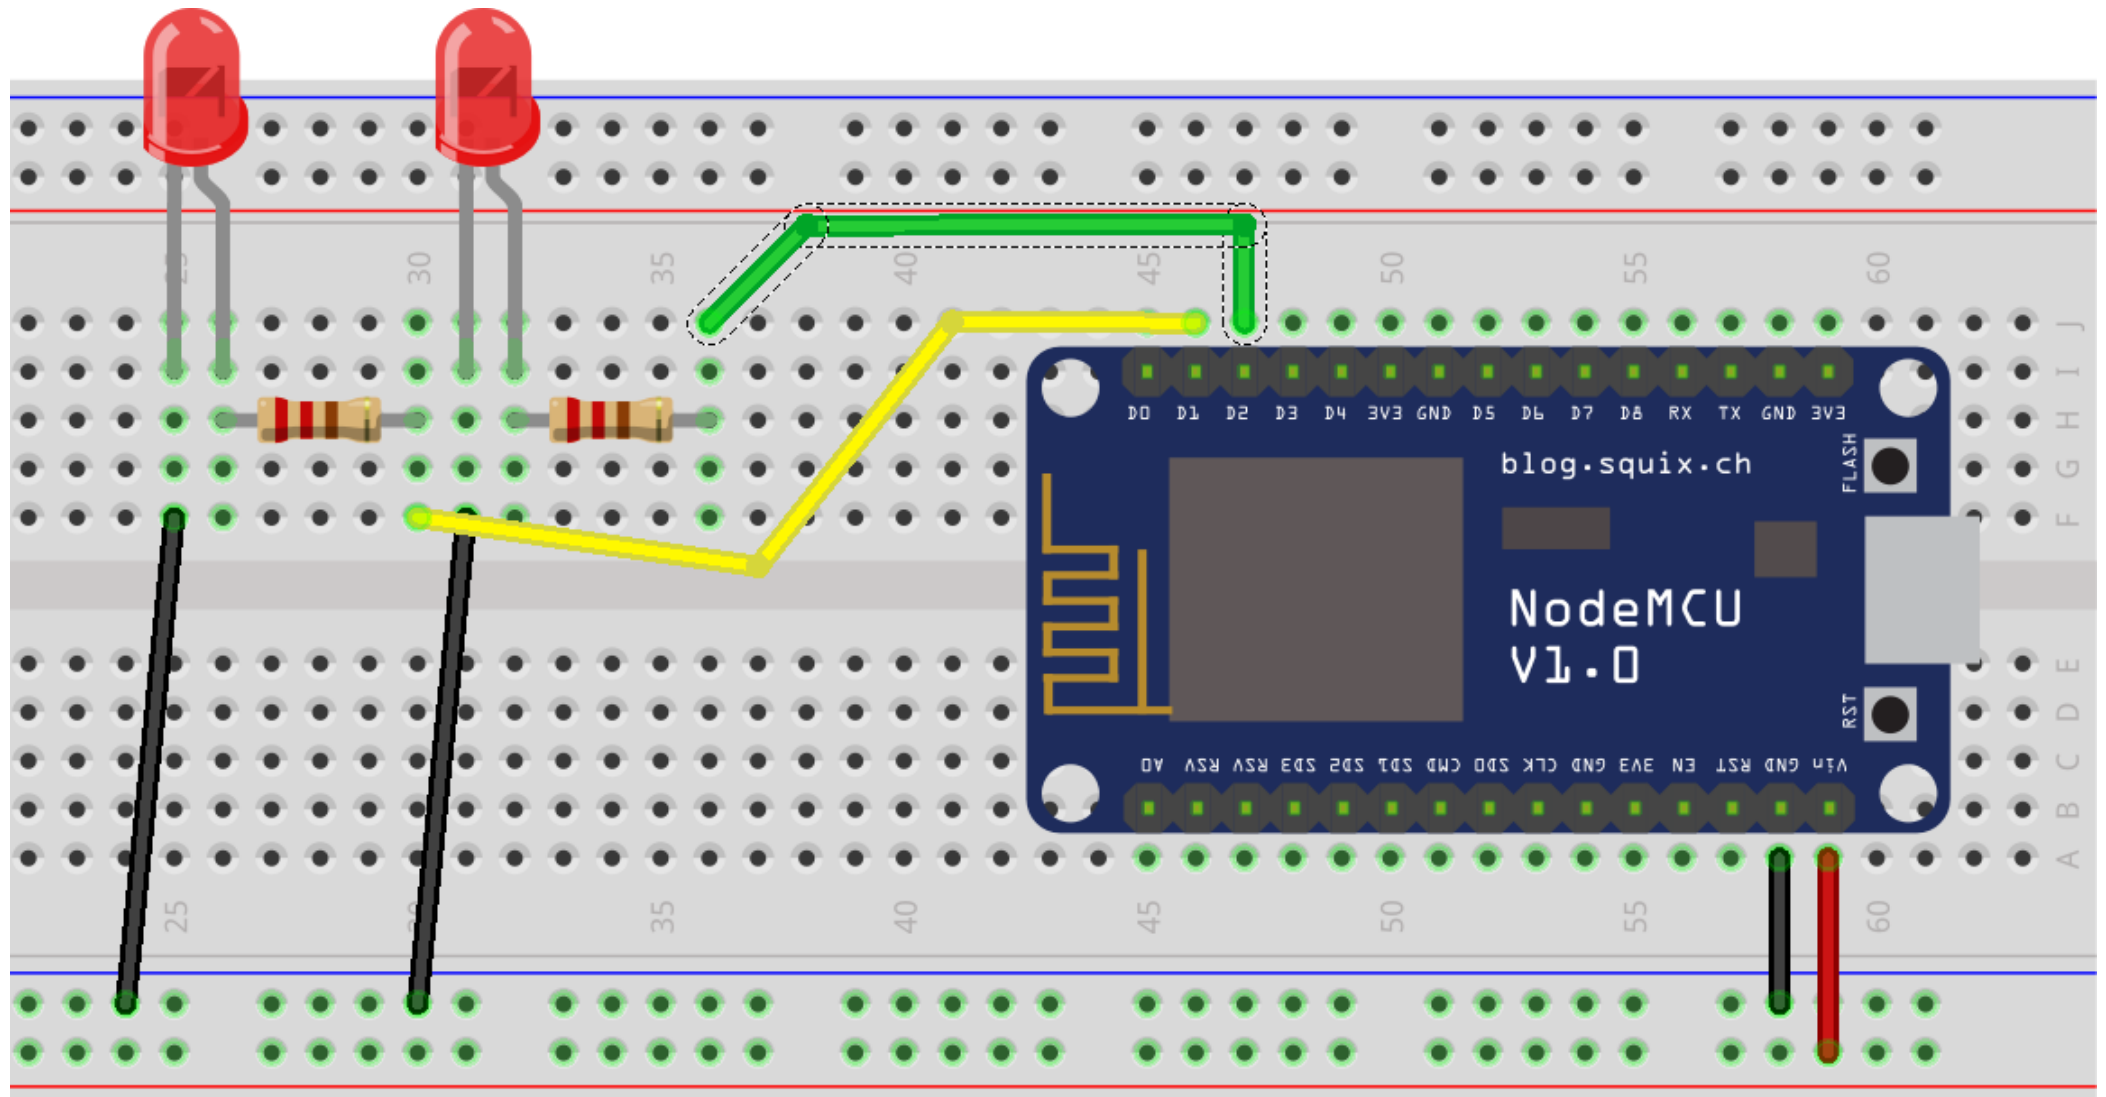 25 30 35 40 45 50 55 60
J
I
D0 D1 D2 D3 D4 3V3 GND D5 D6 D7 D8 RX TX GND 3V3
H
FLASH
blog.squix.ch
G
F
NodeMCU
V1.0
E
RST
D
A0 RSV RSV SD3 SD2 SD1 CMD SD0 CLK GND 3V3 EN RST GND Vin
C
B
A
25 30 35 40 45 50 55 60